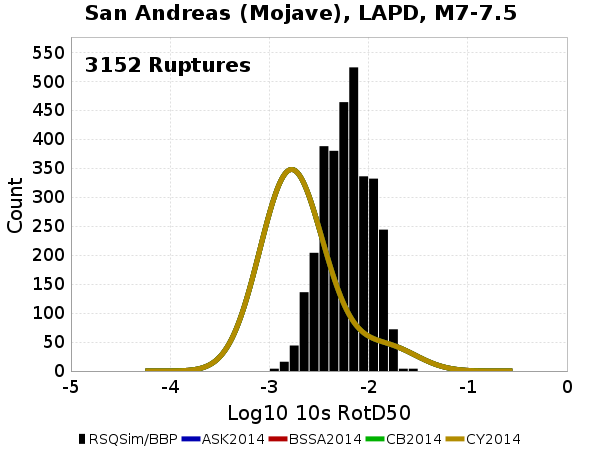 San Andreas (Mojave), LAPD, M7-7.5
3152 Ruptures
550
500
450
400
350
300
250
200
150
100
50
0
Count
-5 -4 -3 -2 -1 0
Log10 10s RotD50
RSQSim/BBP ASK2014 BSSA2014 CB2014 CY2014